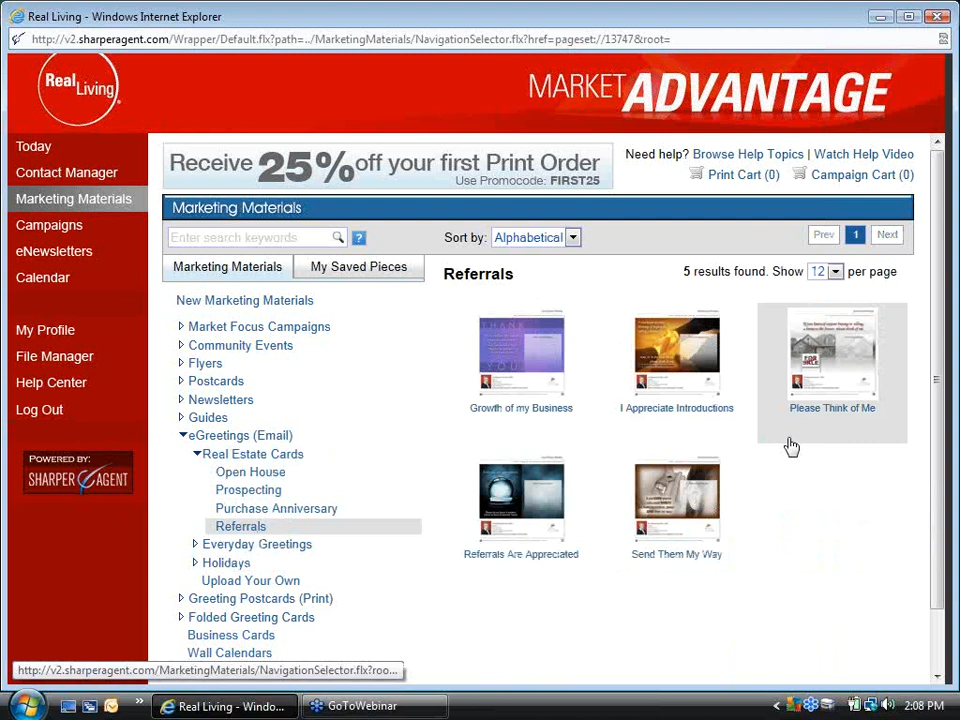 Real Living - Windows Internet Explorer
http://v2.sharperagent.com/Wrapper/Default.flx?path=../MarketingMaterials/NavigationSelector.flx?href=pageset://13747&root=
Real Living
MARKET ADVANTAGE
Today
Contact Manager
Marketing Materials
Campaigns
eNewsletters
Calendar
My Profile
File Manager
Help Center
Log Out
POWERED BY:
SHARPER AGENT
Receive 25% off your first Print Order
Use Promocode: FIRST25
Need help? Browse Help Topics | Watch Help Video
Print Cart (0) Campaign Cart (0)
Marketing Materials
Enter search keywords ?
Sort by: Alphabetical
Prev 1 Next
Marketing Materials My Saved Pieces
Referrals
5 results found. Show 12 per page
New Marketing Materials
Market Focus Campaigns
Community Events
Flyers
Postcards
Newsletters
Guides
eGreetings (Email)
Real Estate Cards
Open House
Prospecting
Purchase Anniversary
Referrals
Everyday Greetings
Holidays
Upload Your Own
Greeting Postcards (Print)
Folded Greeting Cards
Business Cards
Wall Calendars
THANK
YOU
Growth of my Business
I Appreciate Introductions
FOR
SALE
Please Think of Me
Referrals Are Appreciated
Send Them My Way
http://v2.sharperagent.com/MarketingMaterials/NavigationSelector.flx?roo...
Real Living - Windo...
GoToWebinar
2:08 PM